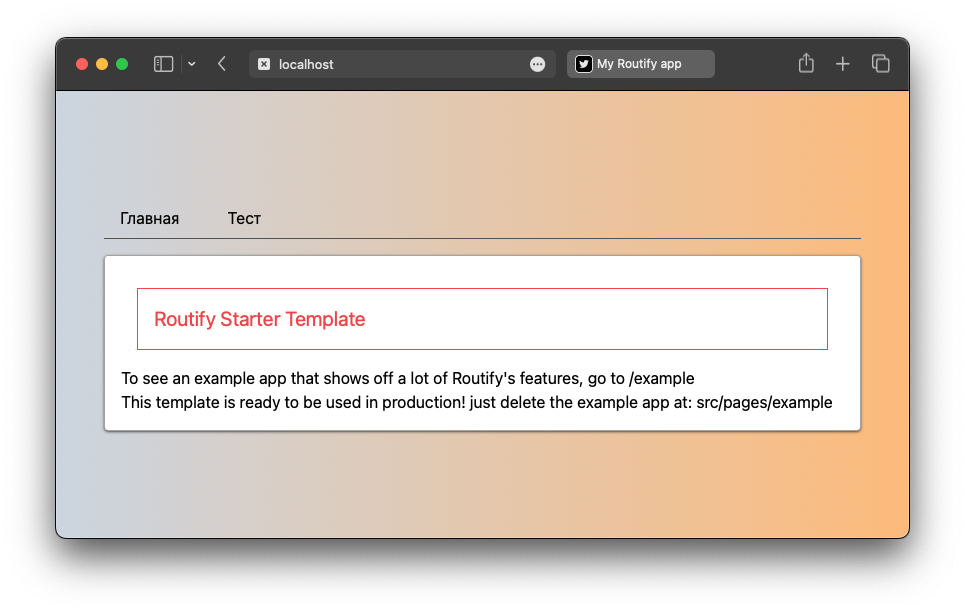 localhost
My Routify app
Главная
Тест
Routify Starter Template
To see an example app that shows off a lot of Routify's features, go to /example
This template is ready to be used in production! just delete the example app at: src/pages/example